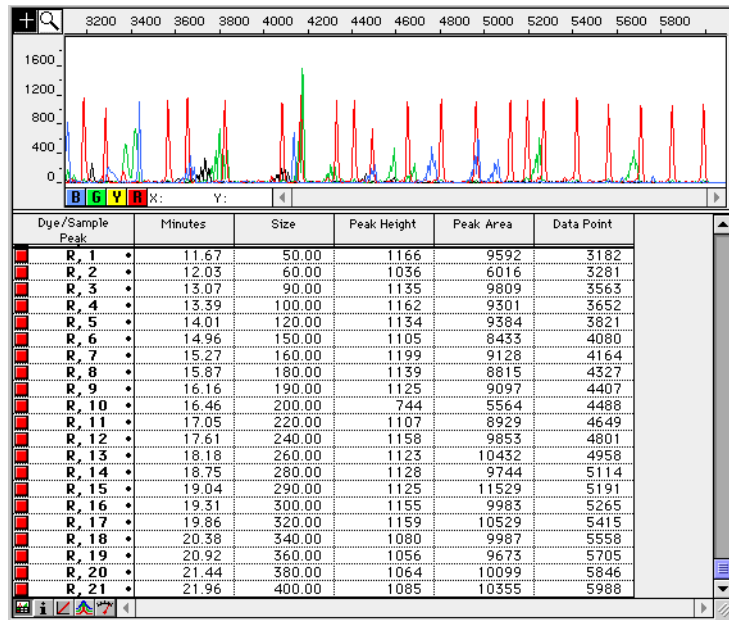 3200 3400 3600 3800 4000 4200 4400 4600 4800 5000 5200 5400 5600 5800
1600
1200
800
400
0
B G Y R X: Y:
Dye/Sample Peak Minutes Size Peak Height Peak Area Data Point
R, 1 • 11.67 50.00 1166 9592 3182
R, 2 • 12.03 60.00 1036 6016 3281
R, 3 • 13.07 90.00 1135 9809 3563
R, 4 • 13.39 100.00 1162 9301 3652
R, 5 • 14.01 120.00 1134 9384 3821
R, 6 • 14.96 150.00 1105 8433 4080
R, 7 • 15.27 160.00 1199 9128 4164
R, 8 • 15.87 180.00 1139 8815 4327
R, 9 • 16.16 190.00 1125 9097 4407
R, 10 • 16.46 200.00 744 5564 4488
R, 11 • 17.05 220.00 1107 8929 4649
R, 12 • 17.61 240.00 1158 9853 4801
R, 13 • 18.18 260.00 1123 10432 4958
R, 14 • 18.75 280.00 1128 9744 5114
R, 15 • 19.04 290.00 1125 11529 5191
R, 16 • 19.31 300.00 1155 9983 5265
R, 17 • 19.86 320.00 1159 10529 5415
R, 18 • 20.38 340.00 1080 9987 5558
R, 19 • 20.92 360.00 1056 9673 5705
R, 20 • 21.44 380.00 1064 10099 5846
R, 21 • 21.96 400.00 1085 10355 5988